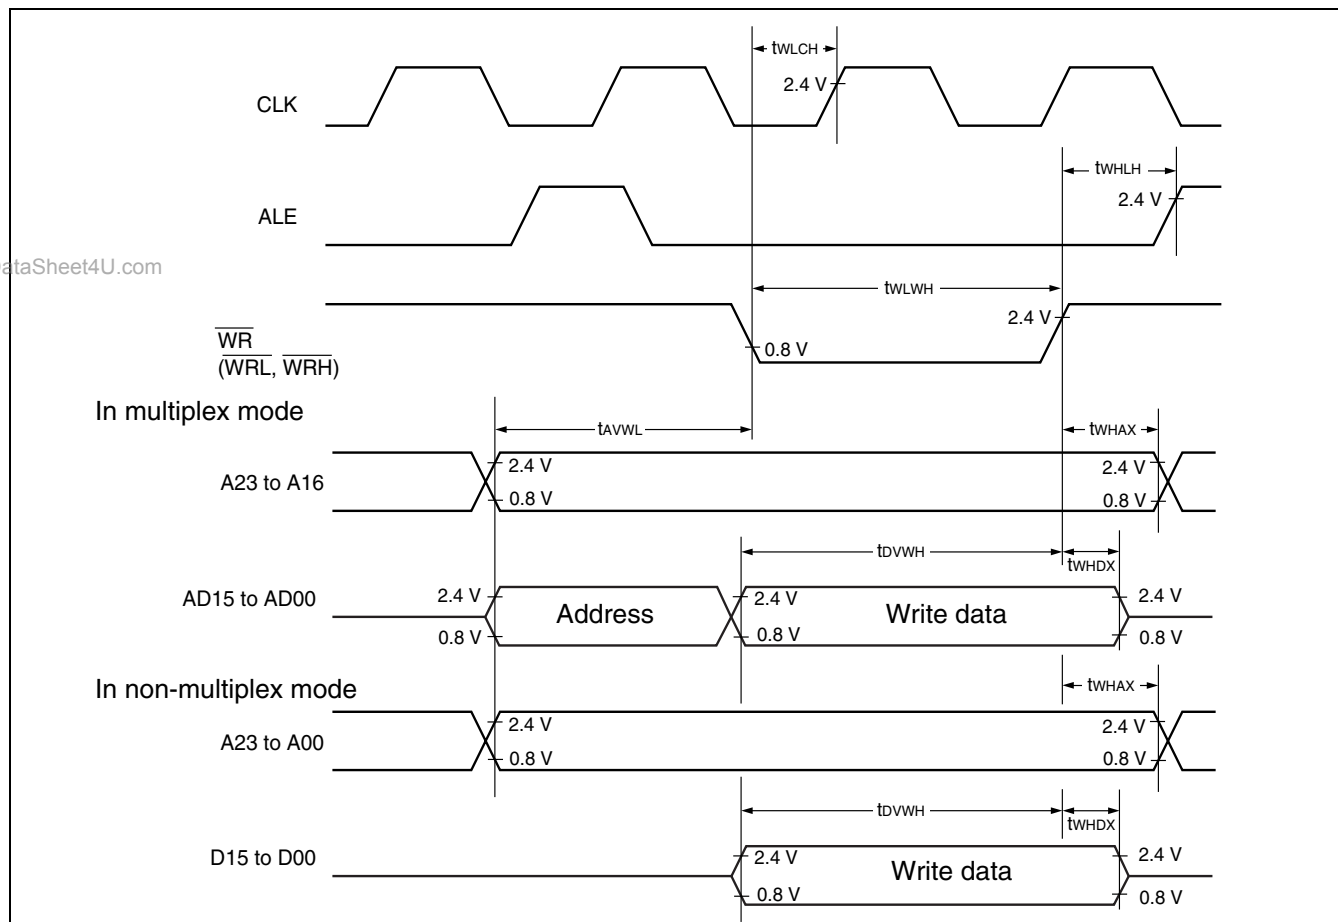 tWLCH
2.4 V
CLK
tWHLH
2.4 V
ALE
DataSheet4U.com
tWLWH
2.4 V
0.8 V
WR
(WRL, WRH)
In multiplex mode
tAVWL
tWHAX
2.4 V
2.4 V
A23 to A16
0.8 V
0.8 V
tDVWH
tWHDX
AD15 to AD00
2.4 V
2.4 V
2.4 V
Address
Write data
0.8 V
0.8 V
0.8 V
In non-multiplex mode
tWHAX
2.4 V
2.4 V
A23 to A00
0.8 V
0.8 V
tDVWH
tWHDX
D15 to D00
2.4 V
2.4 V
Write data
0.8 V
0.8 V